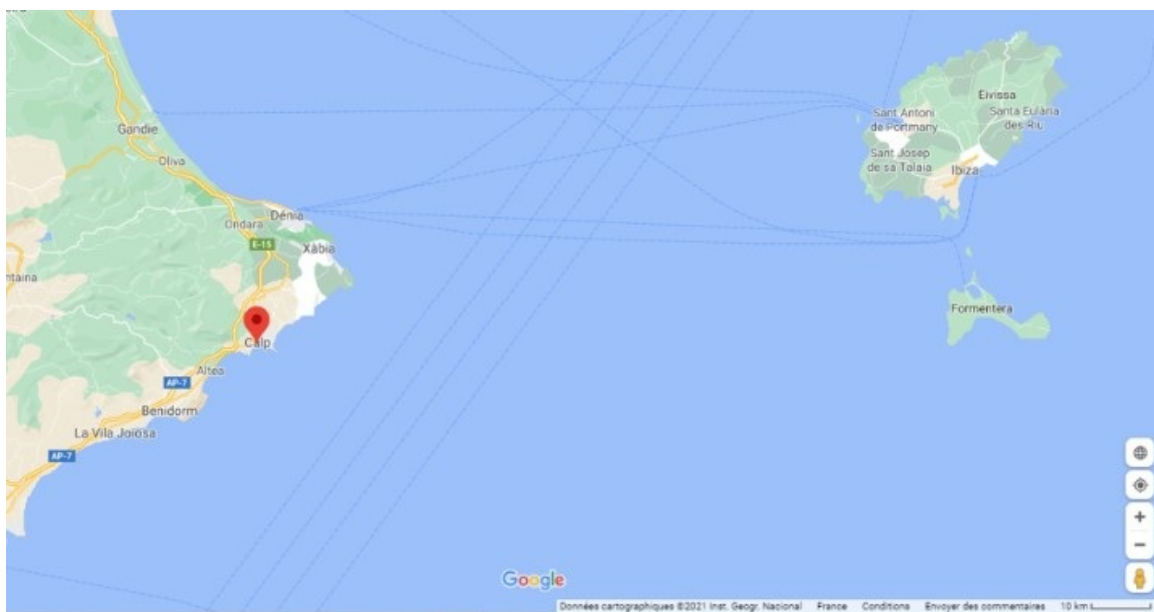 Gandie
Oliva
Ondara
Dénia
E-15
Xàbia
ntaina
Calp
Altea
AP-7
Benidorm
La Vila Joiosa
AP-7
Eivissa
Sant Antoni
de Portmany
Santa Eulària
des Riu
Sant Josep
de sa Talaia
Ibiza
Formentera
Google
Données cartographiques ©2021 Inst. Geogr. Nacional France Conditions Envoyer des commentaires 10 km